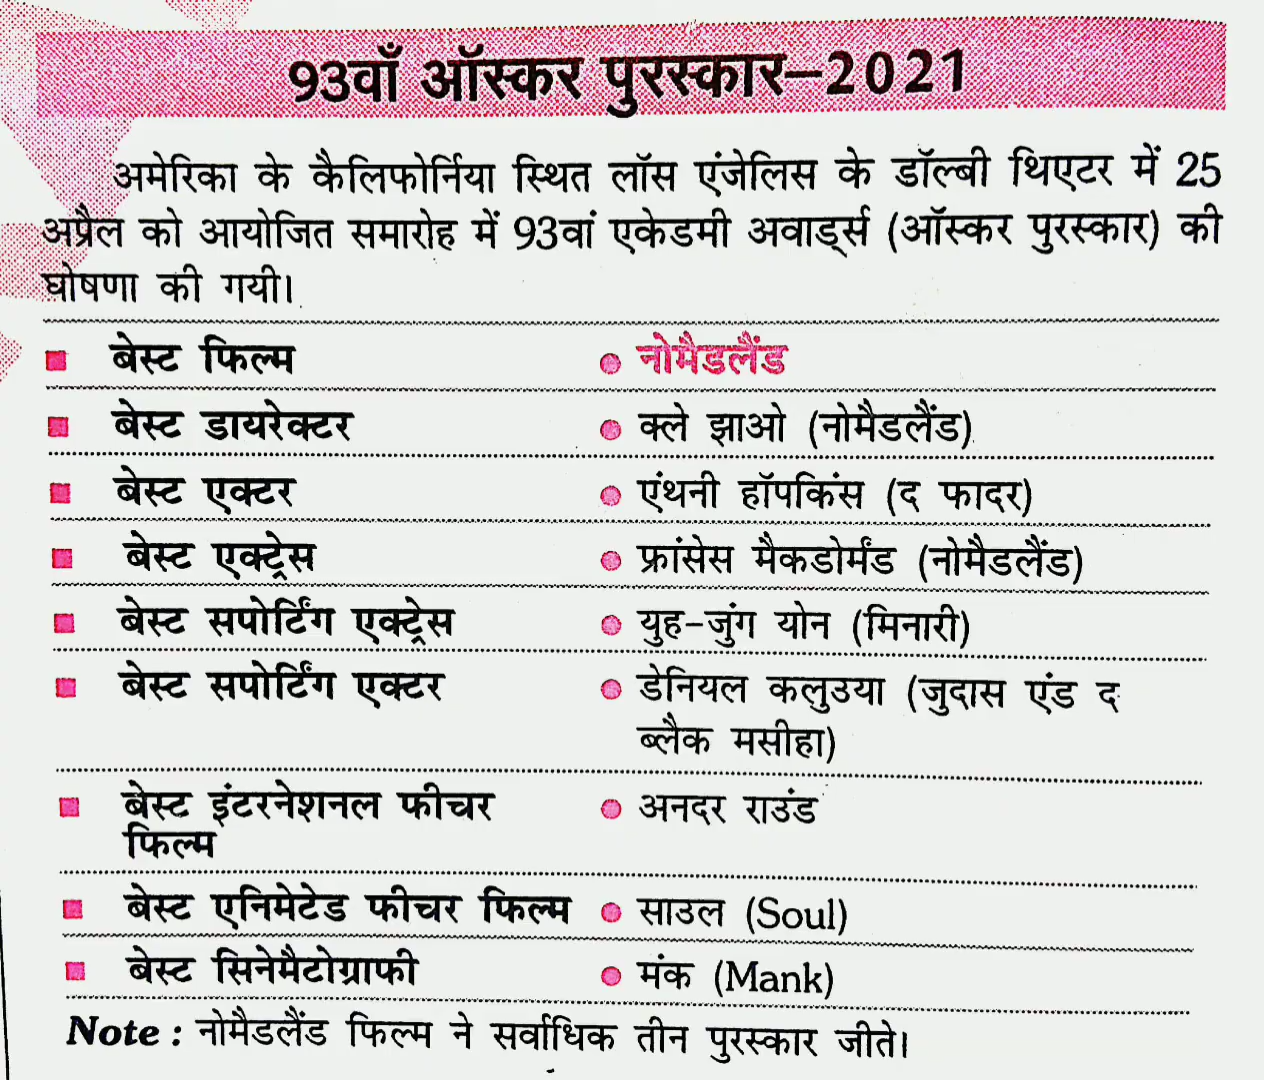 93वाँ ऑस्कर पुरस्कार–2021
अमेरिका के कैलिफोर्निया स्थित लॉस एंजेलिस के डॉल्बी थिएटर में 25
अप्रैल को आयोजित समारोह में 93वां एकेडमी अवाड्र्स (ऑस्कर पुरस्कार) की
घोषणा की गयी।
बेस्ट फिल्म ● नोमैडलैंड
बेस्ट डायरेक्टर ● क्ले झाओ (नोमैडलैंड)
बेस्ट एक्टर ● एंथनी हॉपकिंस (द फादर)
बेस्ट एक्ट्रेस ● फ्रांसेस मैकडोर्मंड (नोमैडलैंड)
बेस्ट सपोर्टिंग एक्ट्रेस ● युह-जुंग योन (मिनारी)
बेस्ट सपोर्टिंग एक्टर ● डेनियल कलुउया (जुदास एंड द
ब्लैक मसीहा)
बेस्ट इंटरनेशनल फीचर ● अनदर राउंड
फिल्म
बेस्ट एनिमेटेड फीचर फिल्म ● साउल (Soul)
बेस्ट सिनेमैटोग्राफी ● मंक (Mank)
Note : नोमैडलैंड फिल्म ने सर्वाधिक तीन पुरस्कार जीते।